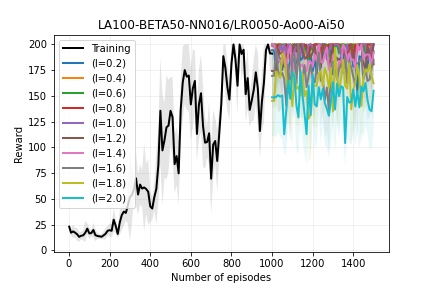 LA100-BETA50-NN016/LR0050-Ao00-Ai50
Reward
200
175
150
125
100
75
50
25
0
Training
(l=0.2)
(l=0.4)
(l=0.6)
(l=0.8)
(l=1.0)
(l=1.2)
(l=1.4)
(l=1.6)
(l=1.8)
(l=2.0)
0 200 400 600 800 1000 1200 1400
Number of episodes